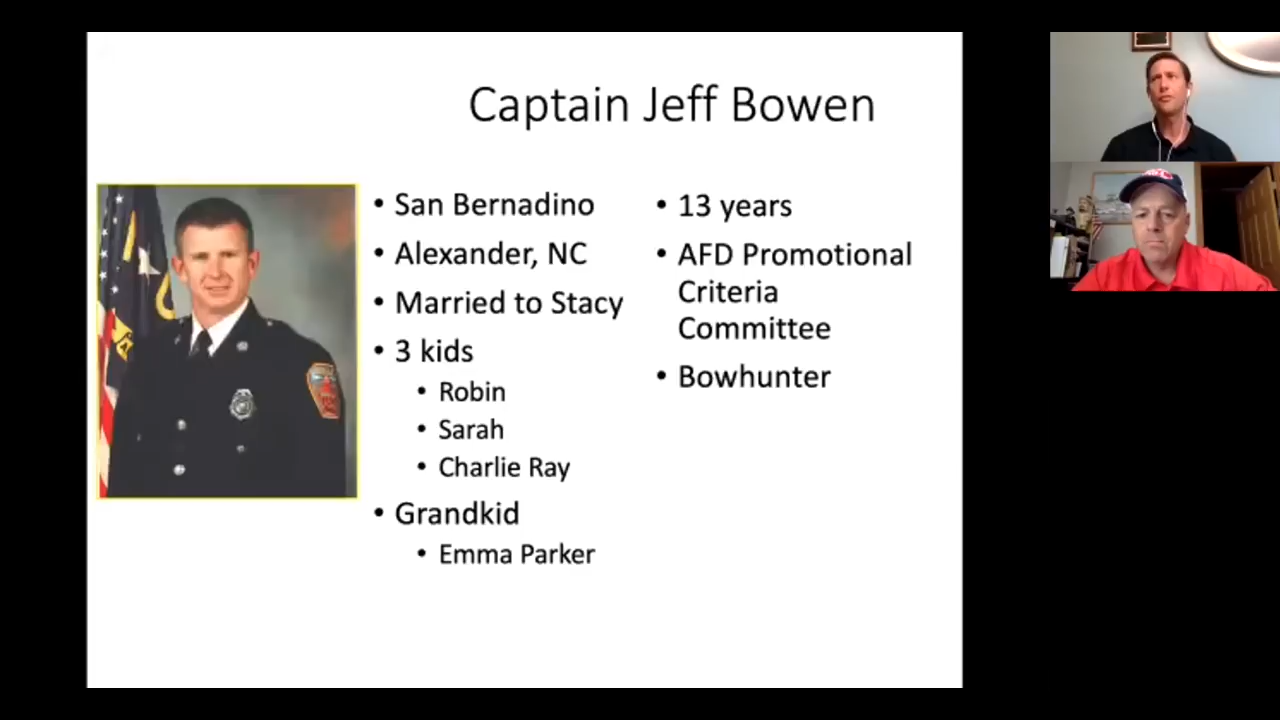 Captain Jeff Bowen
• San Bernadino
• Alexander, NC
• Married to Stacy
• 3 kids
• Robin
• Sarah
• Charlie Ray
• Grandkid
• Emma Parker
• 13 years
• AFD Promotional
Criteria
Committee
• Bowhunter